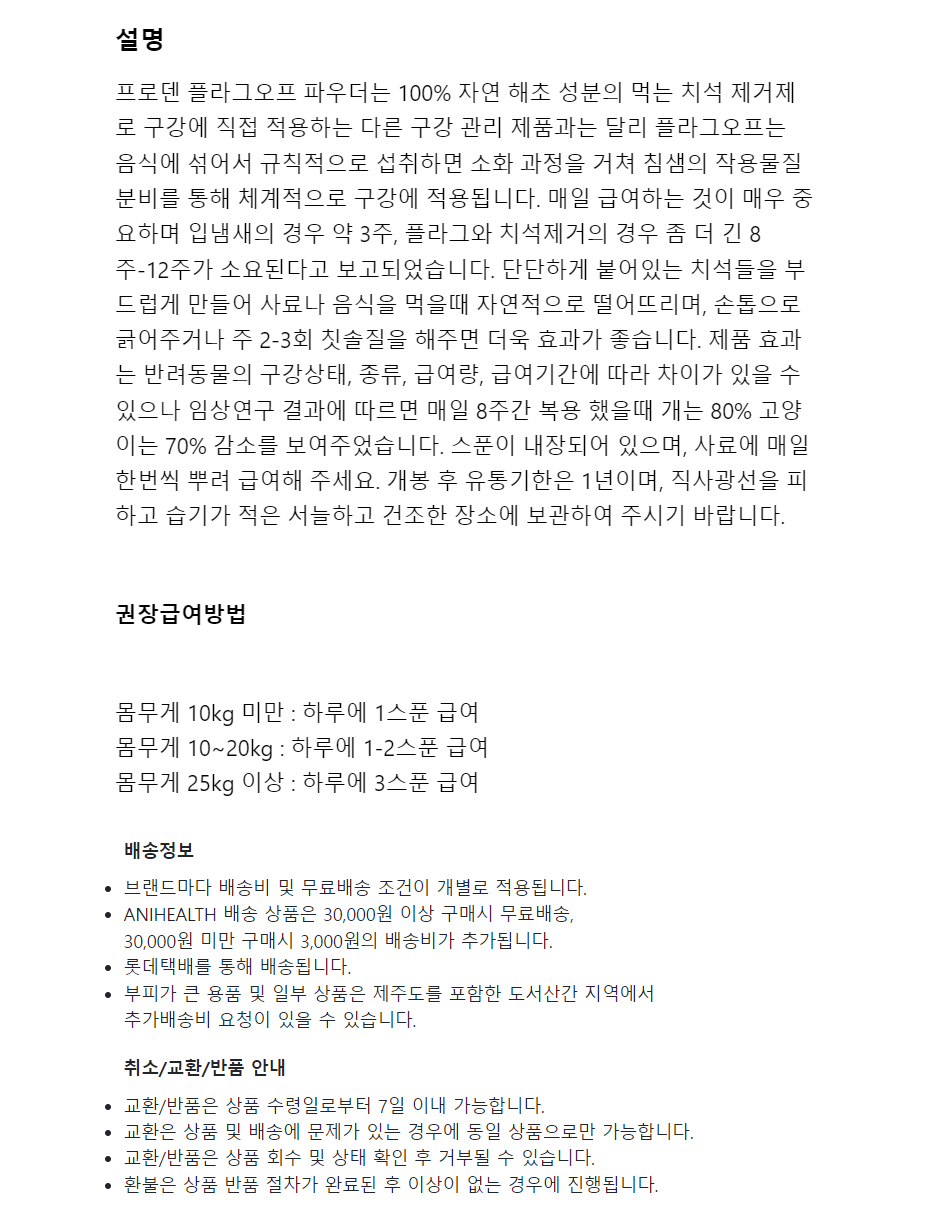 설명
프로덴 플라그오프 파우더는 100% 자연 해초 성분의 먹는 치석 제거제
로 구강에 직접 적용하는 다른 구강 관리 제품과는 달리 플라그오프는
음식에 섞어서 규칙적으로 섭취하면 소화 과정을 거쳐 침샘의 작용물질
분비를 통해 체계적으로 구강에 적용됩니다. 매일 급여하는 것이 매우 중
요하며 입냄새의 경우 약 3주, 플라그와 치석제거의 경우 좀 더 긴 8
주-12주가 소요된다고 보고되었습니다. 단단하게 붙어있는 치석들을 부
드럽게 만들어 사료나 음식을 먹을때 자연적으로 떨어뜨리며, 손톱으로
긁어주거나 주 2-3회 칫솔질을 해주면 더욱 효과가 좋습니다. 제품 효과
는 반려동물의 구강상태, 종류, 급여량, 급여기간에 따라 차이가 있을 수
있으나 임상연구 결과에 따르면 매일 8주간 복용 했을때 개는 80% 고양
이는 70% 감소를 보여주었습니다. 스푼이 내장되어 있으며, 사료에 매일
한번씩 뿌려 급여해 주세요. 개봉 후 유통기한은 1년이며, 직사광선을 피
하고 습기가 적은 서늘하고 건조한 장소에 보관하여 주시기 바랍니다.
권장급여방법
몸무게 10kg 미만 : 하루에 1스푼 급여
몸무게 10~20kg : 하루에 1-2스푼 급여
몸무게 25kg 이상 : 하루에 3스푼 급여
배송정보
• 브랜드마다 배송비 및 무료배송 조건이 개별로 적용됩니다.
• ANIHEALTH 배송 상품은 30,000원 이상 구매시 무료배송,
30,000원 미만 구매시 3,000원의 배송비가 추가됩니다.
• 롯데택배를 통해 배송됩니다.
• 부피가 큰 용품 및 일부 상품은 제주도를 포함한 도서산간 지역에서
추가배송비 요청이 있을 수 있습니다.
취소/교환/반품 안내
• 교환/반품은 상품 수령일로부터 7일 이내 가능합니다.
• 교환은 상품 및 배송에 문제가 있는 경우에 동일 상품으로만 가능합니다.
• 교환/반품은 상품 회수 및 상태 확인 후 거부될 수 있습니다.
• 환불은 상품 반품 절차가 완료된 후 이상이 없는 경우에 진행됩니다.